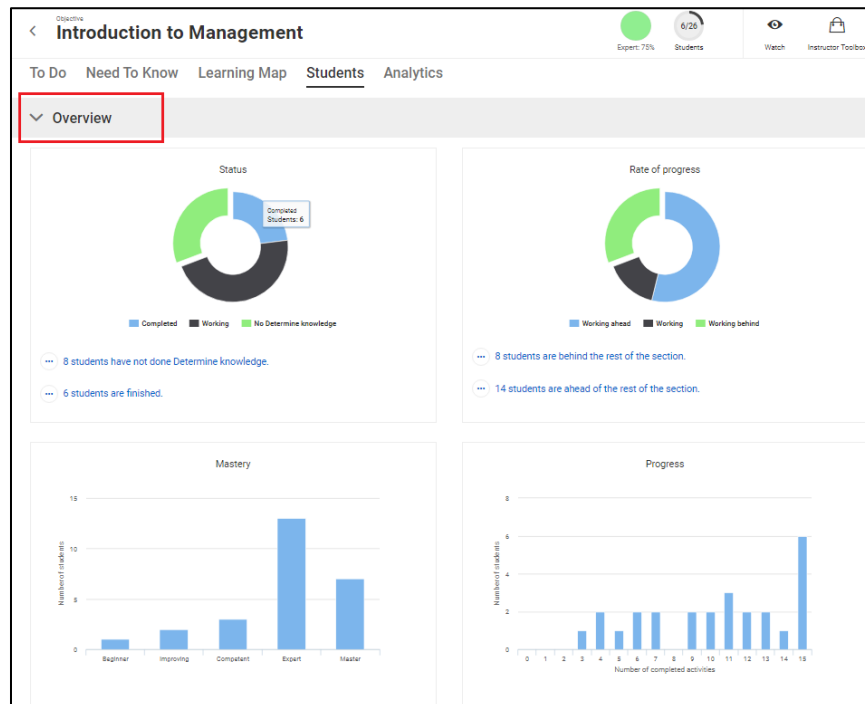 Objective
Introduction to Management
6/26
Expert: 75%
Students
Watch
Instructor Toolbox
To Do
Need To Know
Learning Map
Students
Analytics
Overview
Status
Completed
Students: 6
Completed
Working
No Determine knowledge
8 students have not done Determine knowledge.
6 students are finished.
Rate of progress
Working ahead
Working
Working behind
8 students are behind the rest of the section.
14 students are ahead of the rest of the section.
Mastery
Number of students
15
10
5
0
Beginner
Improving
Competent
Expert
Master
Progress
Number of students
8
6
4
2
0
0 1 2 3 4 5 6 7 8 9 10 11 12 13 14 15
Number of completed activities